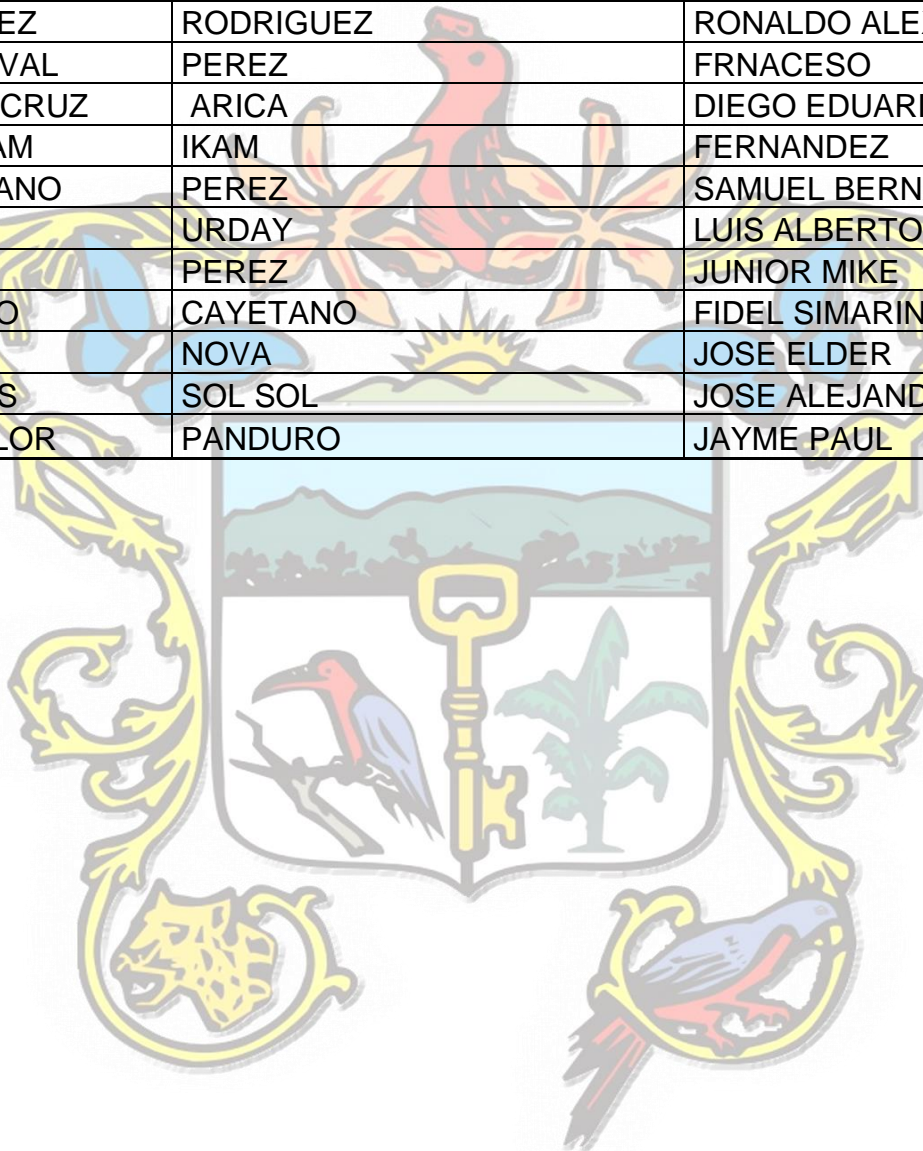 EZ RODRIGUEZ RONALDO ALE
VAL PEREZ FRNACESO
CRUZ ARICA DIEGO EDUAR
AM IKAM FERNANDEZ
ANO PEREZ SAMUEL BERN
URDAY LUIS ALBERTO
PEREZ JUNIOR MIKE
O CAYETANO FIDEL SIMARIN
NOVA JOSE ELDER
S SOL SOL JOSE ALEJAND
LOR PANDURO JAYME PAUL